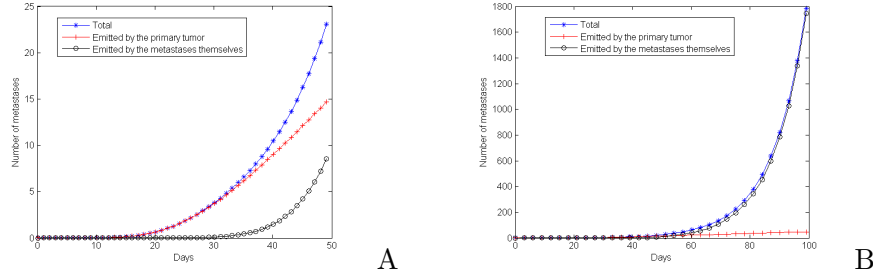 25
20
15
10
5
0
Number of metastases
Total
Emitted by the primary tumor
Emitted by the metastases themselves
0 10 20 30 40 50
Days
A
1800
1600
1400
1200
1000
800
600
400
200
0
Number of metastases
Total
Emitted by the primary tumor
Emitted by the metastases themselves
0 20 40 60 80 100
Days
B